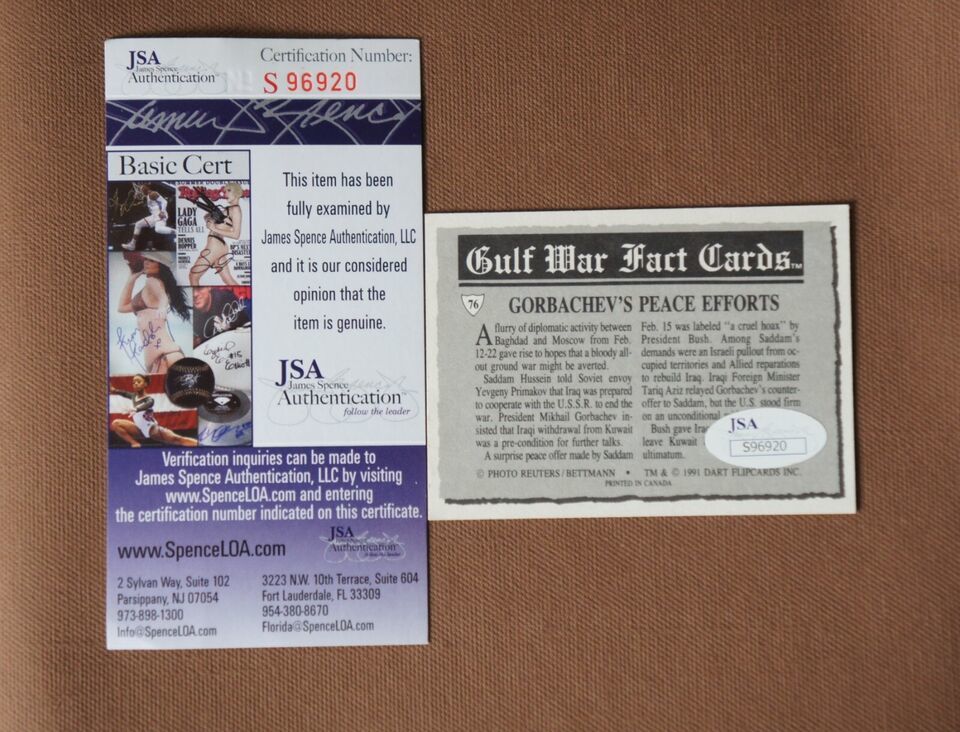 JSA
James Spence
Authentication
Certification Number:
S 96920
James Spence
Basic Cert
LADY
GAGA
TELLS ALL
DENNIS
HOPPER
This item has been
fully examined by
James Spence Authentication, LLC
and it is our considered
opinion that the
item is genuine.
JSA
James Spence
Authentication
follow the leader
Verification inquiries can be made to
James Spence Authentication, LLC by visiting
www.SpenceLOA.com and entering
the certification number indicated on this certificate.
www.SpenceLOA.com
JSA
Authentication
2 Sylvan Way, Suite 102
Parsippany, NJ 07054
973-898-1300
Info@SpenceLOA.com
3223 N.W. 10th Terrace, Suite 604
Fort Lauderdale, FL 33309
954-380-8670
Florida@SpenceLOA.com
Gulf War Fact Cards™
76
GORBACHEV'S PEACE EFFORTS
A flurry of diplomatic activity between
Baghdad and Moscow from Feb.
12-22 gave rise to hopes that a bloody all-
out ground war might be averted.
Saddam Hussein told Soviet envoy
Yevgeny Primakov that Iraq was prepared
to cooperate with the U.S.S.R. to end the
war. President Mikhail Gorbachev in-
sisted that Iraqi withdrawal from Kuwait
was a pre-condition for further talks.
A surprise peace offer made by Saddam
Feb. 15 was labeled "a cruel hoax" by
President Bush. Among Saddam's
demands were an Israeli pullout from oc-
cupied territories and Allied reparations
to rebuild Iraq. Iraqi Foreign Minister
Tariq Aziz relayed Gorbachev's counter-
offer to Saddam, but the U.S. stood firm
on an unconditional
Bush gave Iraq
leave Kuwait
ultimatum.
JSA
S96920
© PHOTO REUTERS/BETTMANN • TM & © 1991 DART FLIPCARDS INC.
PRINTED IN CANADA